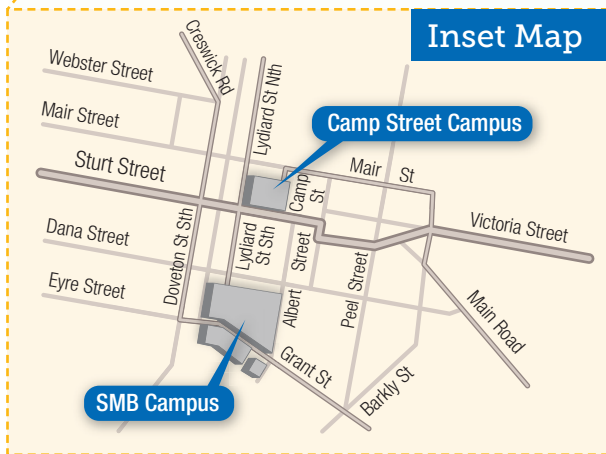 Inset Map
Creswick Rd
Webster Street
Lydiard St Nth
Mair Street
Camp Street Campus
Sturt Street
Mair St
Camp
St
Victoria Street
Dana Street
Doveton St Sth
Lydiard
St Sth
Albert Street
Peel Street
Eyre Street
Main Road
Grant St
SMB Campus
Barkly St